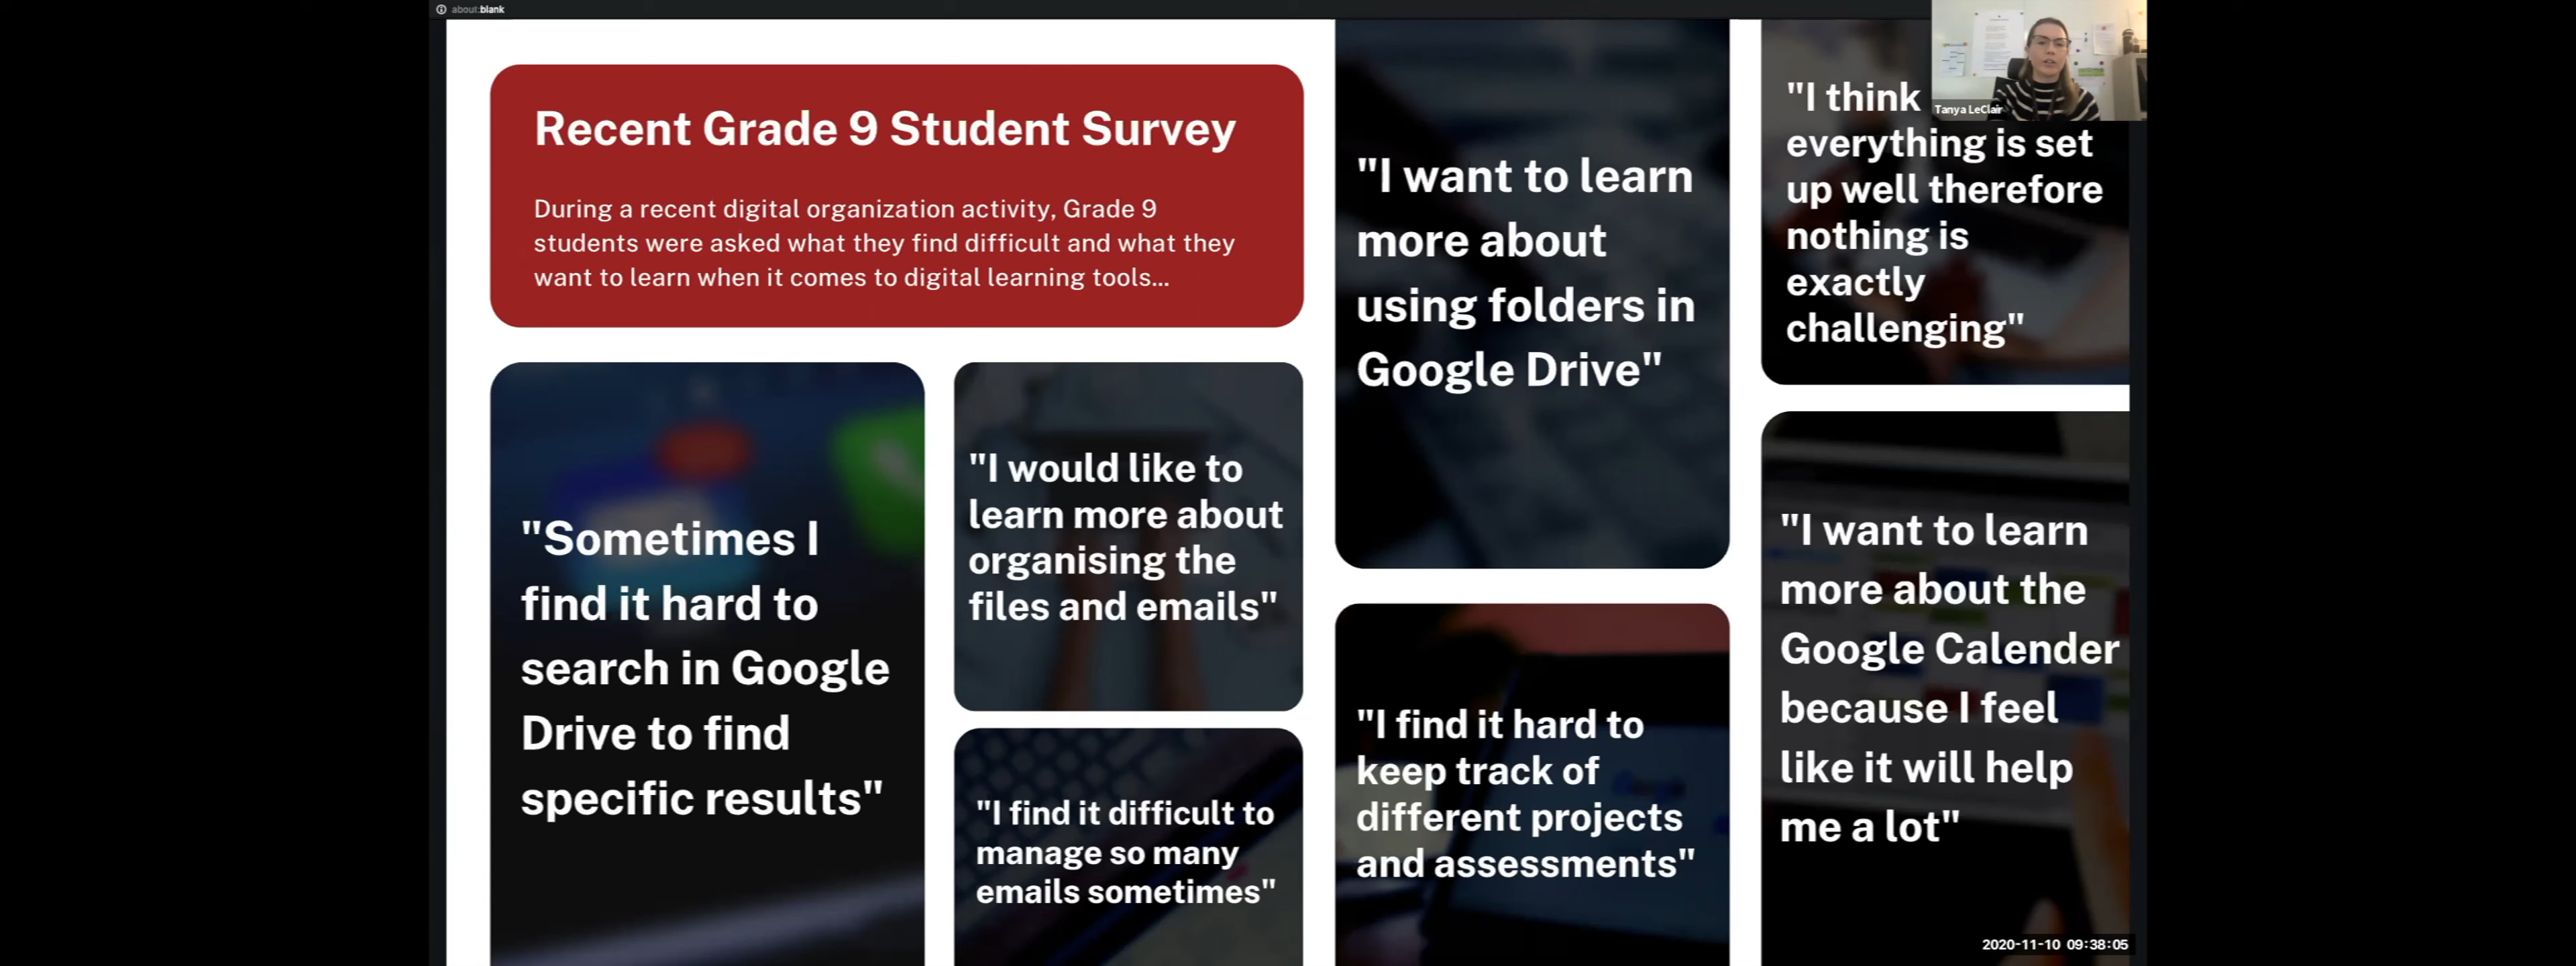 about:blank
Recent Grade 9 Student Survey
During a recent digital organization activity, Grade 9
students were asked what they find difficult and what they
want to learn when it comes to digital learning tools...
"Sometimes I
find it hard to
search in Google
Drive to find
specific results"
"I would like to
learn more about
organising the
files and emails"
"I find it difficult to
manage so many
emails sometimes"
"I want to learn
more about
using folders in
Google Drive"
"I find it hard to
keep track of
different projects
and assessments"
"I think
everything is set
up well therefore
nothing is
exactly
challenging"
"I want to learn
more about the
Google Calender
because I feel
like it will help
me a lot"
Tanya LeClair
2020-11-10 09:38:05